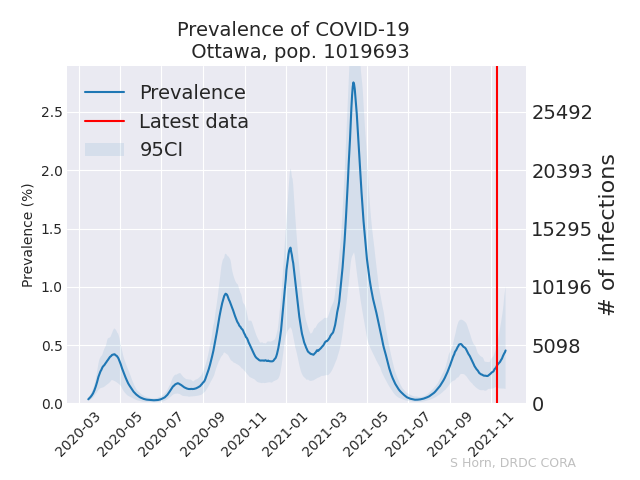 Prevalence of COVID-19
Ottawa, pop. 1019693
Prevalence
Latest data
95CI
Prevalence (%)
2.5
2.0
1.5
1.0
0.5
0.0
25492
20393
15295
10196
5098
0
# of infections
2020-03
2020-05
2020-07
2020-09
2020-11
2021-01
2021-03
2021-05
2021-07
2021-09
2021-11
S Horn, DRDC CORA